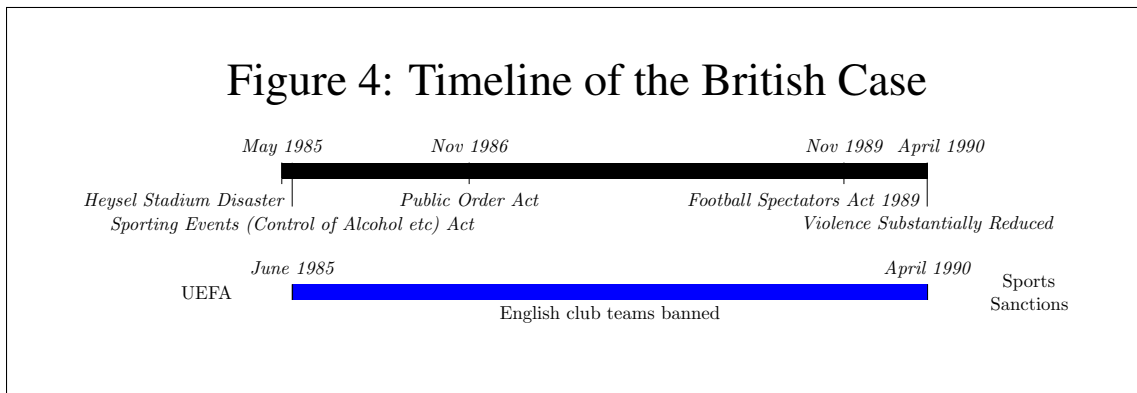 Figure 4: Timeline of the British Case
May 1985 Nov 1986 Nov 1989 April 1990
Heysel Stadium Disaster Public Order Act Football Spectators Act 1989
Sporting Events (Control of Alcohol etc) Act Violence Substantially Reduced
June 1985 April 1990
UEFA
English club teams banned
Sports
Sanctions